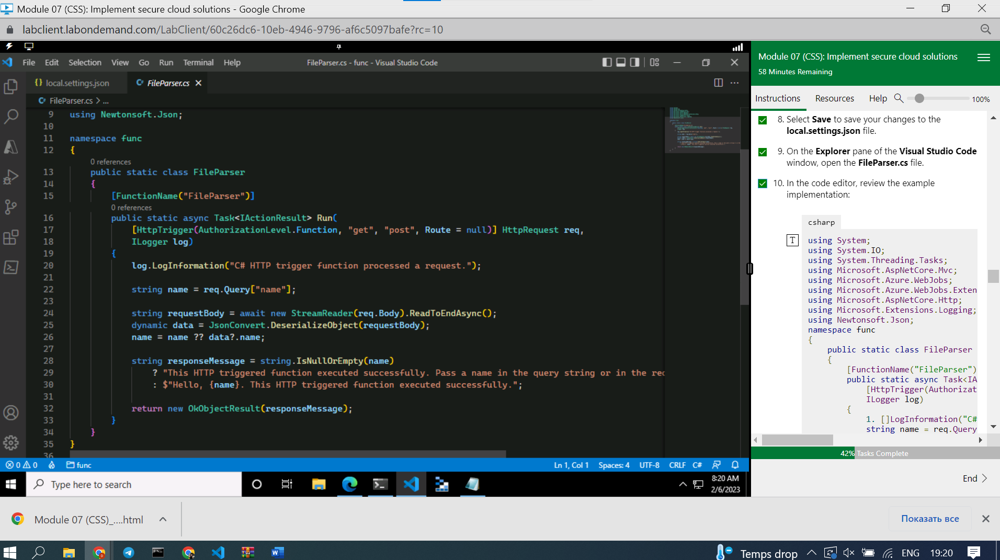 Module 07 (CSS): Implement secure cloud solutions - Google Chrome
labclient.labondemand.com/LabClient/60c26dc6-10eb-4946-9796-af6c5097bafe?rc=10
File Edit Selection View Go Run Terminal Help
FileParser.cs - func - Visual Studio Code
{} local.settings.json
C# FileParser.cs
C# FileParser.cs > ...
9 using Newtonsoft.Json;
10
11 namespace func
12 {
0 references
13 public static class FileParser
14 {
15 [FunctionName("FileParser")]
0 references
16 public static async Task<IActionResult> Run(
17 [HttpTrigger(AuthorizationLevel.Function, "get", "post", Route = null)] HttpRequest req,
18 ILogger log)
19 {
20 log.LogInformation("C# HTTP trigger function processed a request.");
21
22 string name = req.Query["name"];
23
24 string requestBody = await new StreamReader(req.Body).ReadToEndAsync();
25 dynamic data = JsonConvert.DeserializeObject(requestBody);
26 name = name ?? data?.name;
27
28 string responseMessage = string.IsNullOrEmpty(name)
29 ? "This HTTP triggered function executed successfully. Pass a name in the query string or in the rec
30 : $"Hello, {name}. This HTTP triggered function executed successfully.";
31
32 return new OkObjectResult(responseMessage);
33 }
34 }
35 }
36
0 0 func
Ln 1, Col 1 Spaces: 4 UTF-8 CRLF C#
Type here to search
8:20 AM
2/6/2023
Module 07 (CSS): Implement secure cloud solutions
58 Minutes Remaining
Instructions Resources Help 100%
8. Select Save to save your changes to the
local.settings.json file.
9. On the Explorer pane of the Visual Studio Code
window, open the FileParser.cs file.
10. In the code editor, review the example
implementation:
csharp
T
using System;
using System.IO;
using System.Threading.Tasks;
using Microsoft.AspNetCore.Mvc;
using Microsoft.Azure.WebJobs;
using Microsoft.Azure.WebJobs.Exten
using Microsoft.AspNetCore.Http;
using Microsoft.Extensions.Logging;
using Newtonsoft.Json;
namespace func
{
public static class FileParser
{
[FunctionName("FileParser")
public static async Task<IA
[HttpTrigger(Authorizat
ILogger log)
{
1. []LogInformation("C#
string name = req.Query
42% Tasks Complete
End
Module 07 (CSS)_....html
Показать все
Temps drop
ENG 19:20